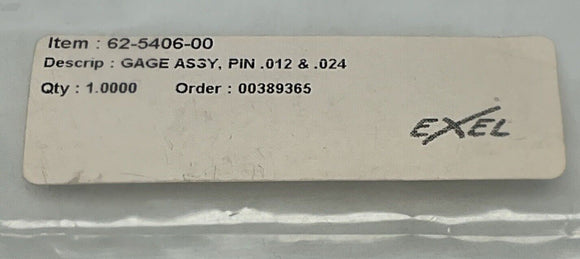 Item : 62-5406-00
Descrip : GAGE ASSY, PIN .012 & .024
Qty : 1.0000 Order : 00389365
EXEL